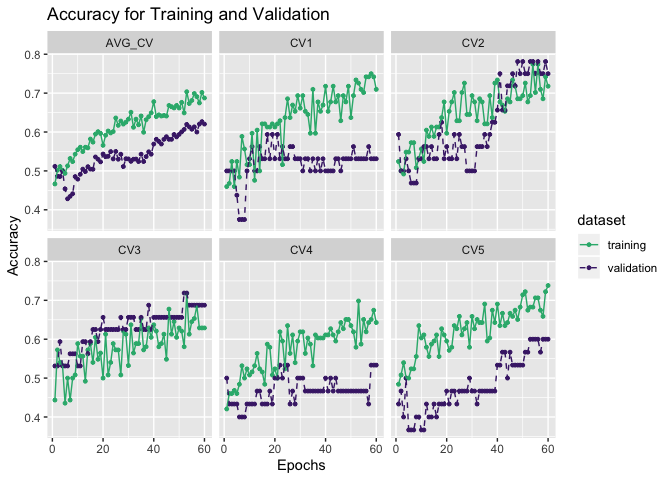 Accuracy for Training and Validation
AVG_CV CV1 CV2
0.8
0.7
0.6
0.5
0.4
CV3 CV4 CV5
0.8
0.7
0.6
0.5
0.4
0 20 40 60 0 20 40 60 0 20 40 60
Epochs
Accuracy
dataset
training
validation